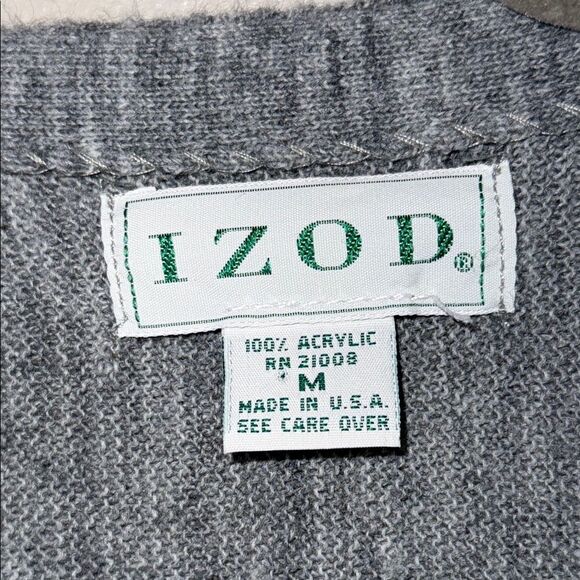 IZOD®
100% ACRYLIC
RN 21008
M
MADE IN U.S.A.
SEE CARE OVER